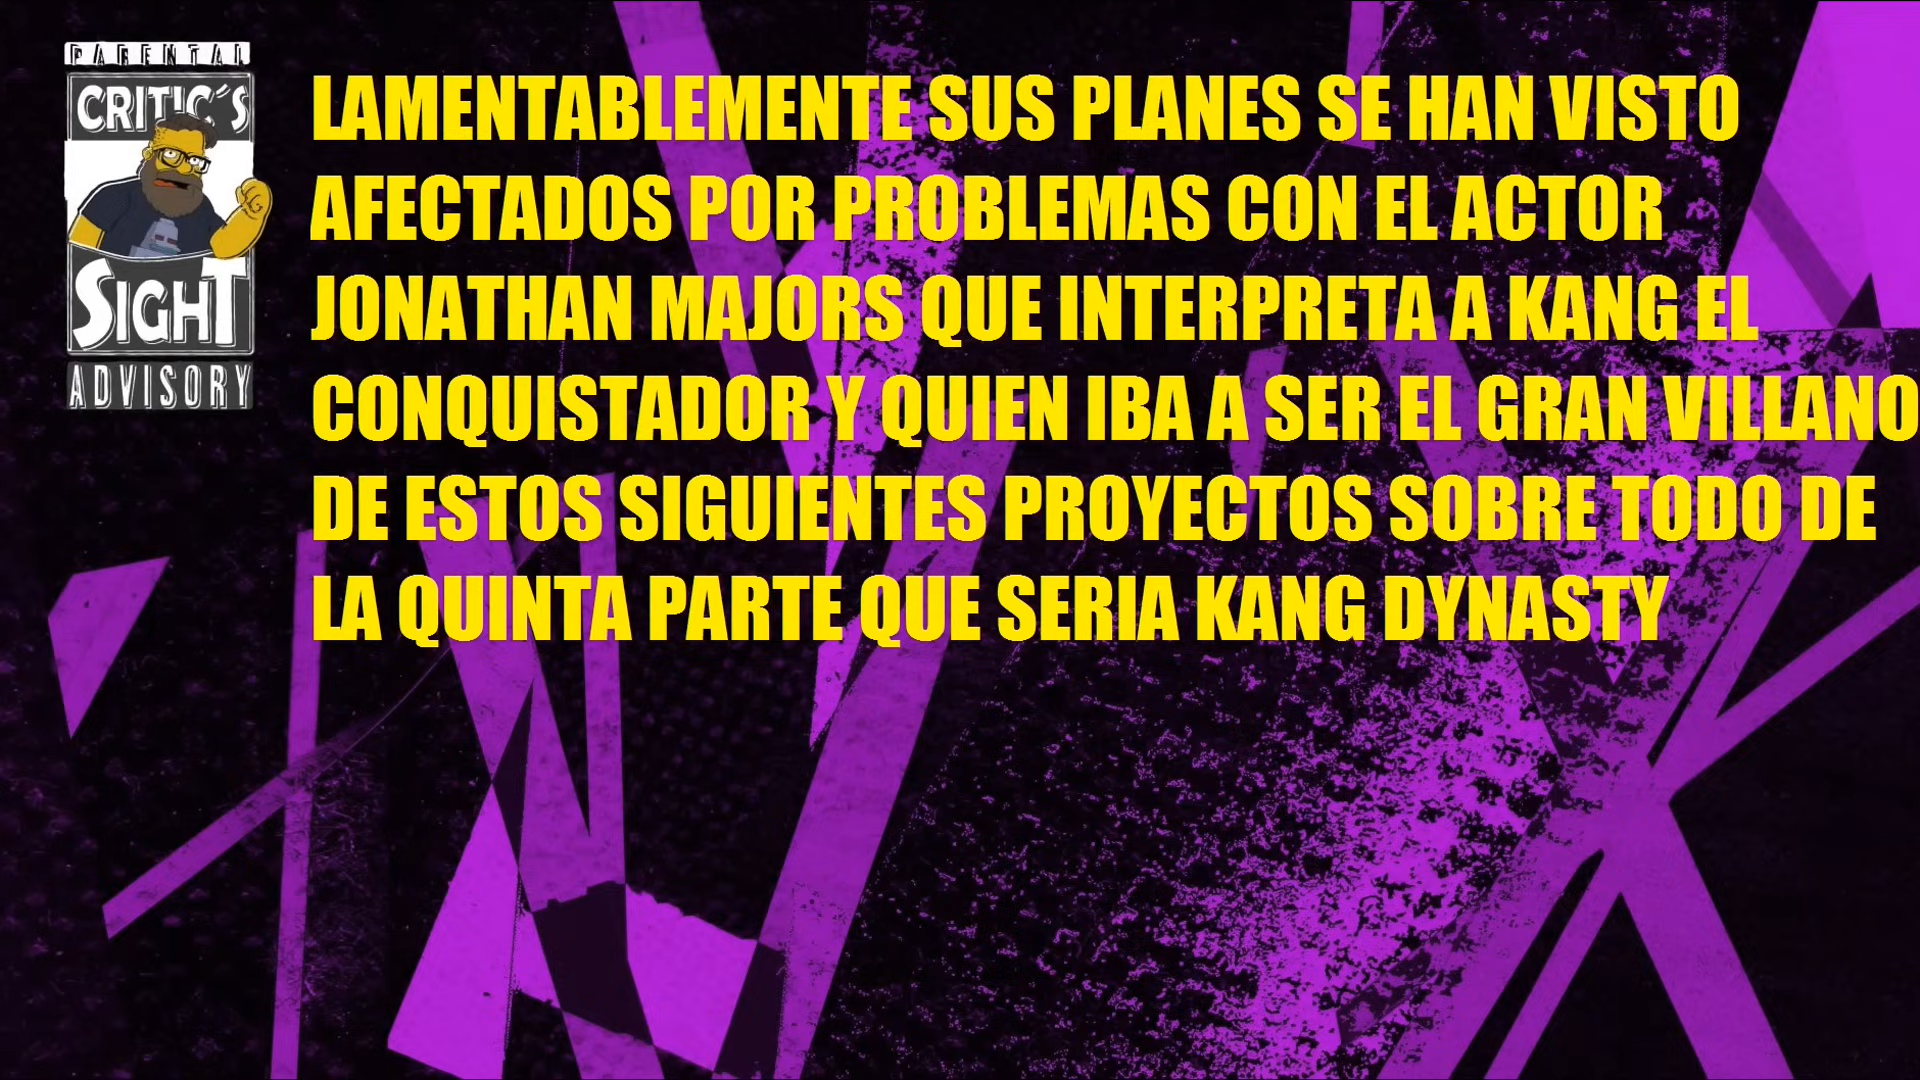 PARENTAL
CRITIC´S
SIGHT
ADVISORY
LAMENTABLEMENTE SUS PLANES SE HAN VISTO
AFECTADOS POR PROBLEMAS CON EL ACTOR
JONATHAN MAJORS QUE INTERPRETA A KANG EL
CONQUISTADOR Y QUIEN IBA A SER EL GRAN VILLANO
DE ESTOS SIGUIENTES PROYECTOS SOBRE TODO DE
LA QUINTA PARTE QUE SERIA KANG DYNASTY